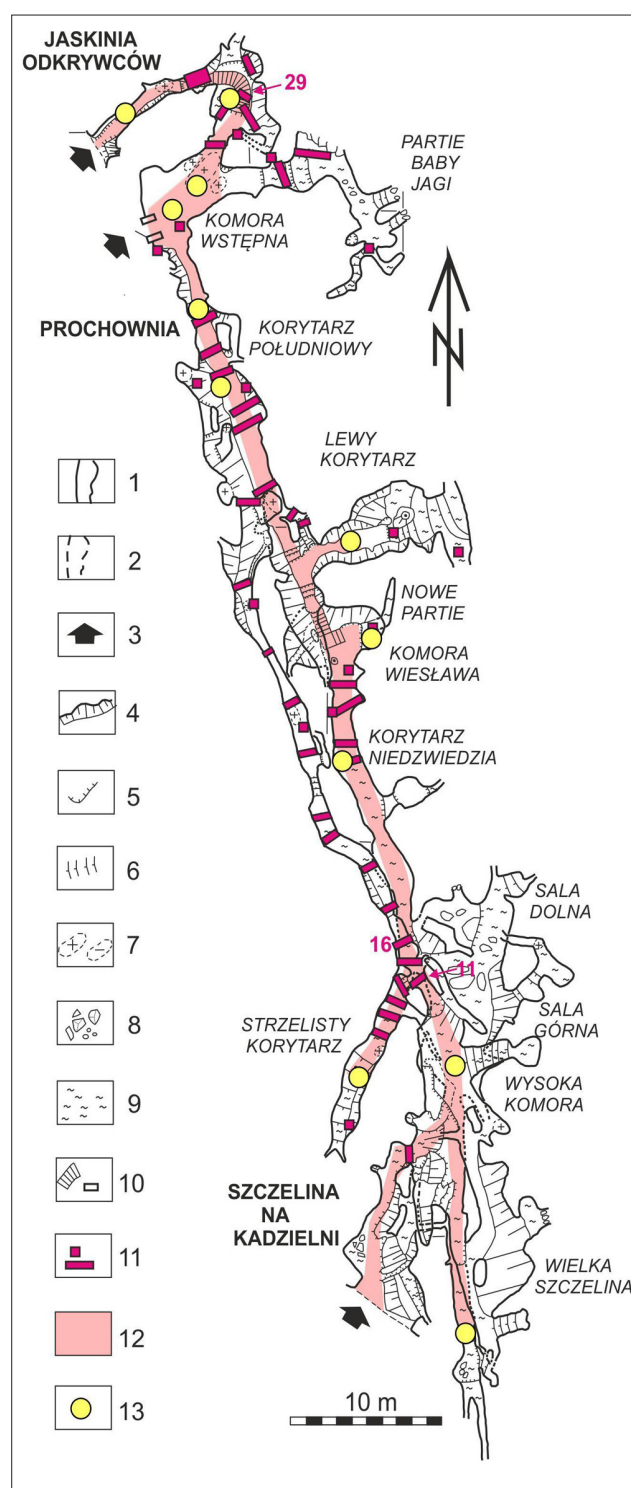 JASKINIA
ODKRYWCÓW
29
PARTIE
BABY
JAGI
KOMORA
WSTĘPNA
N
PROCHOWNIA
KORYTARZ
POŁUDNIOWY
LEWY
KORYTARZ
NOWE
PARTIE
KOMORA
WIESŁAWA
KORYTARZ
NIEDZWIEDZIA
SALA
DOLNA
16
11
SALA
GÓRNA
STRZELISTY
KORYTARZ
WYSOKA
KOMORA
SZCZELINA
NA
KADZIELNI
WIELKA
SZCZELINA
10 m
1
2
3
4
5
6
7
8
9
10
11
12
13